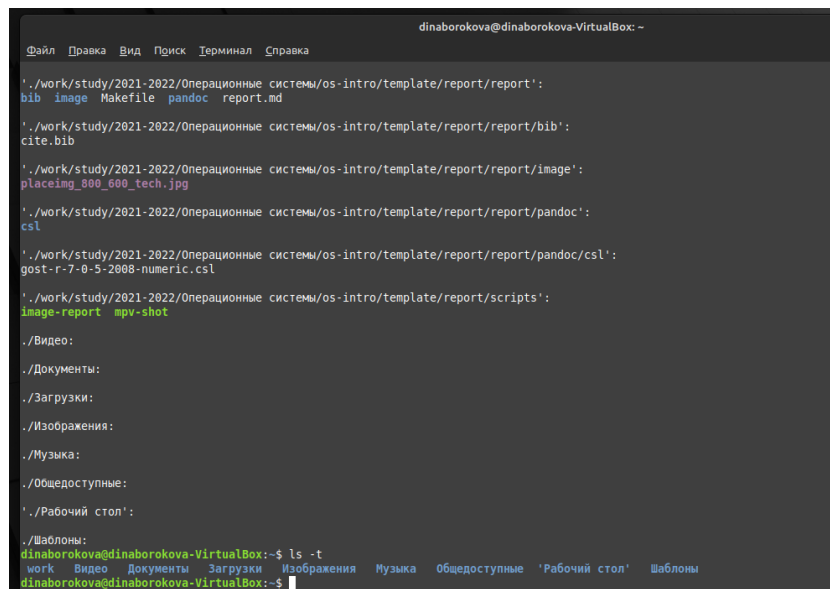 dinaborokova@dinaborokova-VirtualBox: ~
Файл Правка Вид Поиск Терминал Справка
'./work/study/2021-2022/Операционные системы/os-intro/template/report/report':
bib image Makefile pandoc report.md
'./work/study/2021-2022/Операционные системы/os-intro/template/report/report/bib':
cite.bib
'./work/study/2021-2022/Операционные системы/os-intro/template/report/report/image':
placeimg_800_600_tech.jpg
'./work/study/2021-2022/Операционные системы/os-intro/template/report/report/pandoc':
csl
'./work/study/2021-2022/Операционные системы/os-intro/template/report/report/pandoc/csl':
gost-r-7-0-5-2008-numeric.csl
'./work/study/2021-2022/Операционные системы/os-intro/template/report/scripts':
image-report mpv-shot
./Видео:
./Документы:
./Загрузки:
./Изображения:
./Музыка:
./Общедоступные:
'./Рабочий стол':
./Шаблоны:
dinaborokova@dinaborokova-VirtualBox:~$ ls -t
work Видео Документы Загрузки Изображения Музыка Общедоступные 'Рабочий стол' Шаблоны
dinaborokova@dinaborokova-VirtualBox:~$